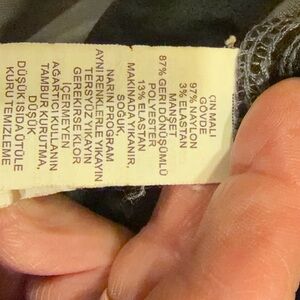 ÇİN MALI
GÖVDE
97% NAYLON
3% ELASTAN
MANŞET
87% GERİ DÖNÜŞÜMLÜ
POLYESTER
13% ELASTAN
MAKİNADA YIKANIR,
SOĞUK,
NARİN PROGRAM
AYNI RENKLERLE YIKAYIN
TERSYÜZ YIKAYIN
GEREKİRSE KLOR
İÇERMEYEN
AĞARTICI KULLANIN
TAMBUR KURUTMA,
DÜŞÜK
DÜŞÜK ISIDA ÜTÜLE
KURU TEMİZLEME